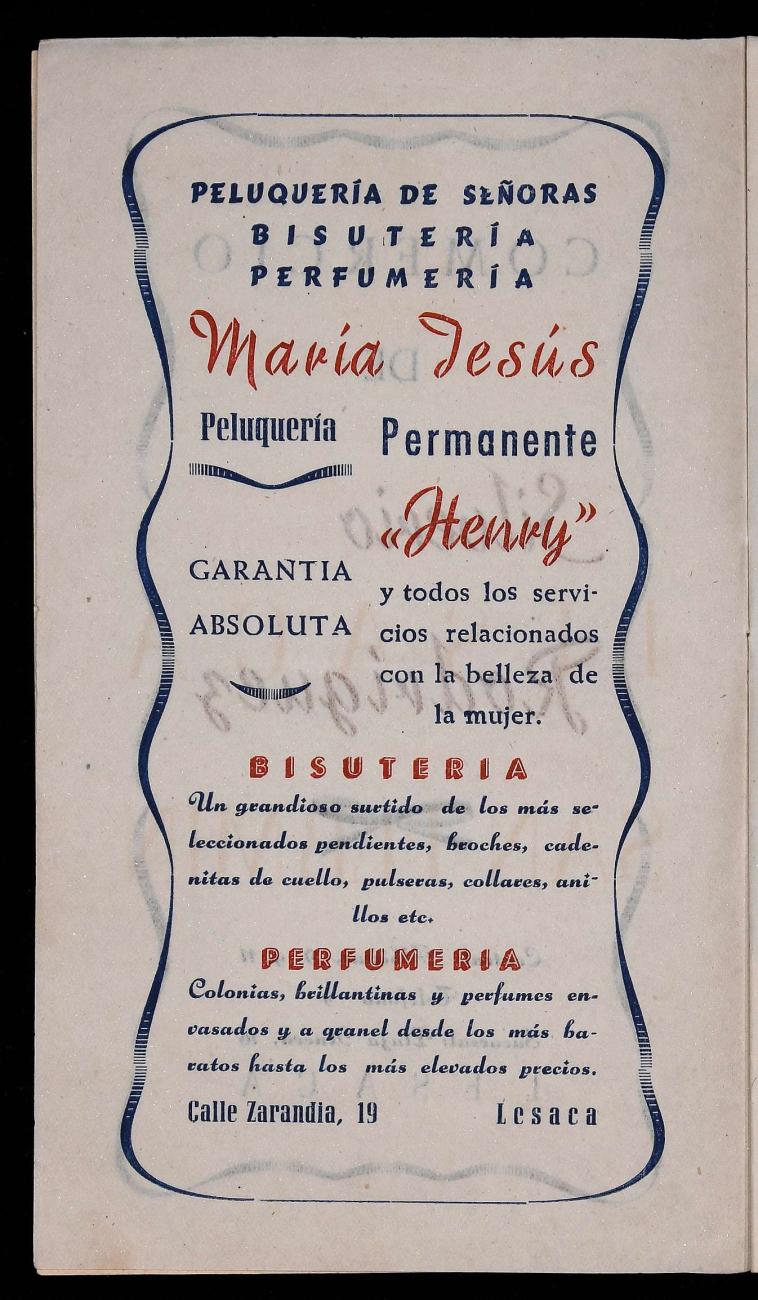 PELUQUERÍA DE SEÑORAS
BISUTERÍA
PERFUMERÍA
María Jesús
Peluquería
GARANTIA
ABSOLUTA
Permanente
«Henry»
y todos los servi-
cios relacionados
con la belleza de
la mujer.
BISUTERIA
Un grandioso surtido de los más se-
leccionados pendientes, broches, cade-
nitas de cuello, pulseras, collares, ani-
llos etc.
PERFUMERIA
Colonias, brillantinas y perfumes en-
vasados y a granel desde los más ba-
ratos hasta los más elevados precios.
Calle Zarandia, 19 Lesaca